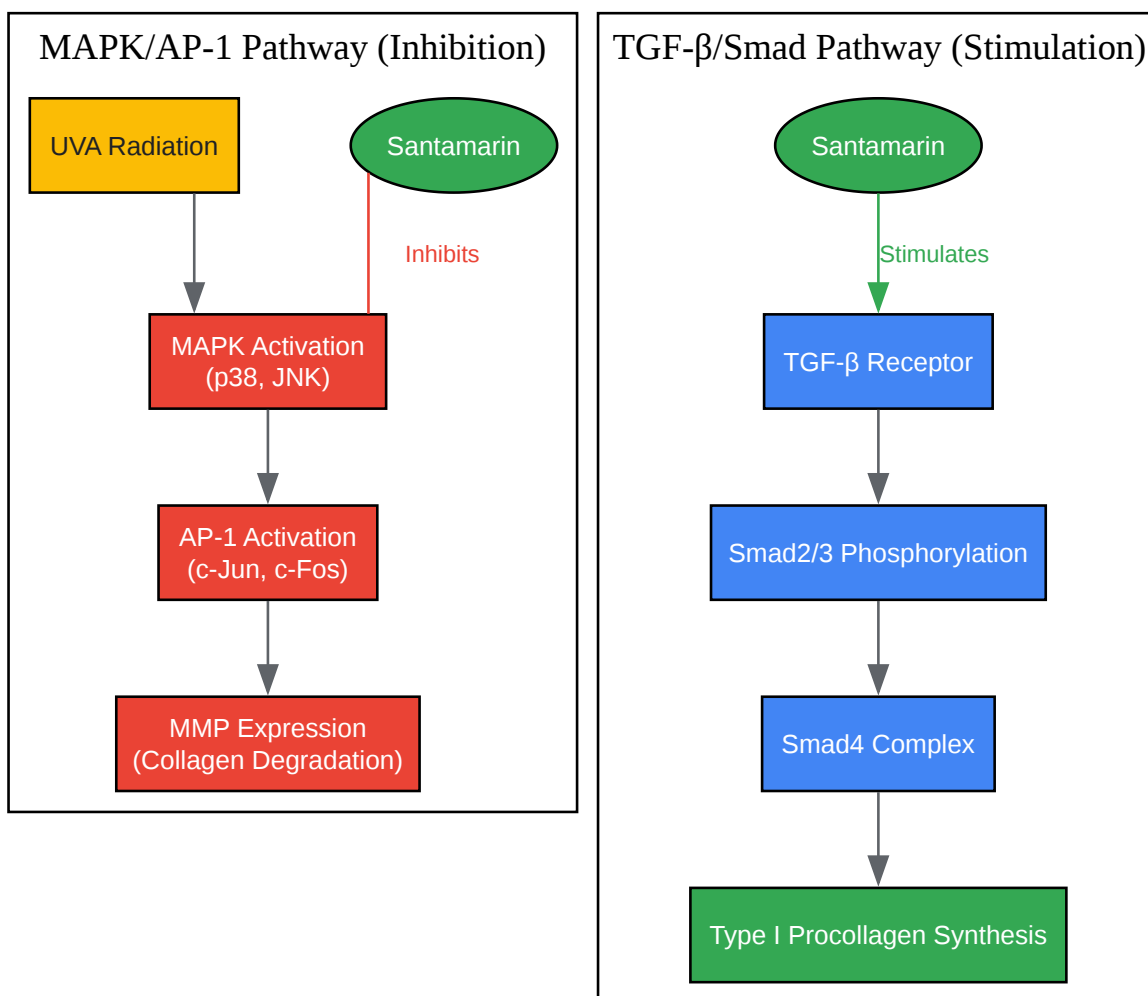 MAPK/AP-1 Pathway (Inhibition)
UVA Radiation
Santamarin
Inhibits
MAPK Activation
(p38, JNK)
AP-1 Activation
(c-Jun, c-Fos)
MMP Expression
(Collagen Degradation)
TGF-β/Smad Pathway (Stimulation)
Santamarin
Stimulates
TGF-β Receptor
Smad2/3 Phosphorylation
Smad4 Complex
Type I Procollagen Synthesis